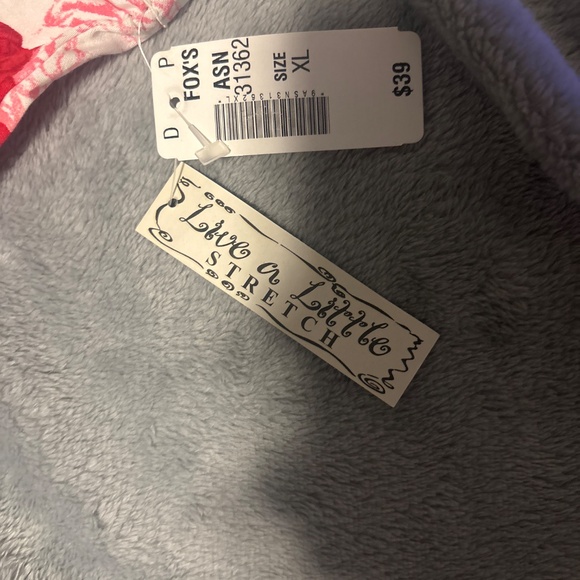 P
D
FOX'S
ASN
31362
SIZE
XL
$39
Live a Little
STRETCH